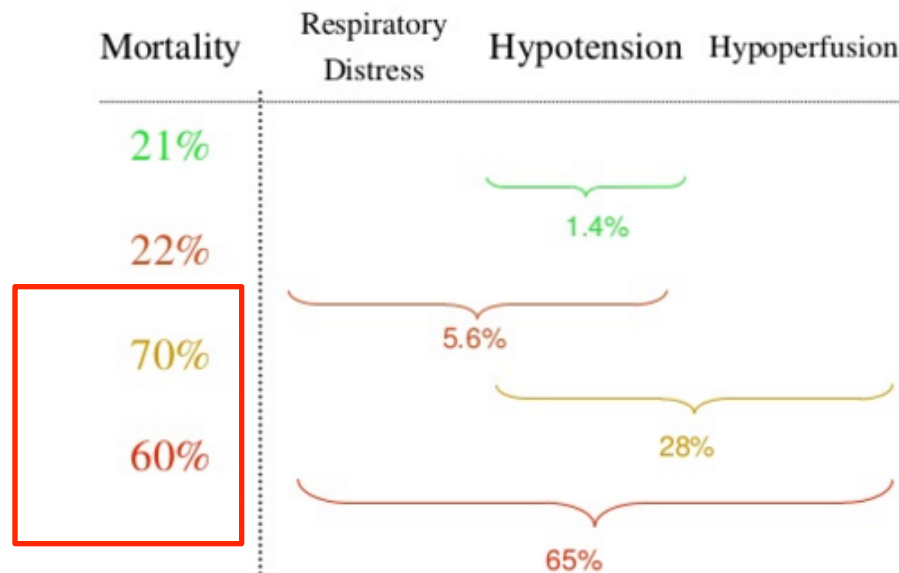 Mortality
Respiratory
Distress
Hypotension
Hypoperfusion
21%
1.4%
22%
5.6%
70%
28%
60%
65%